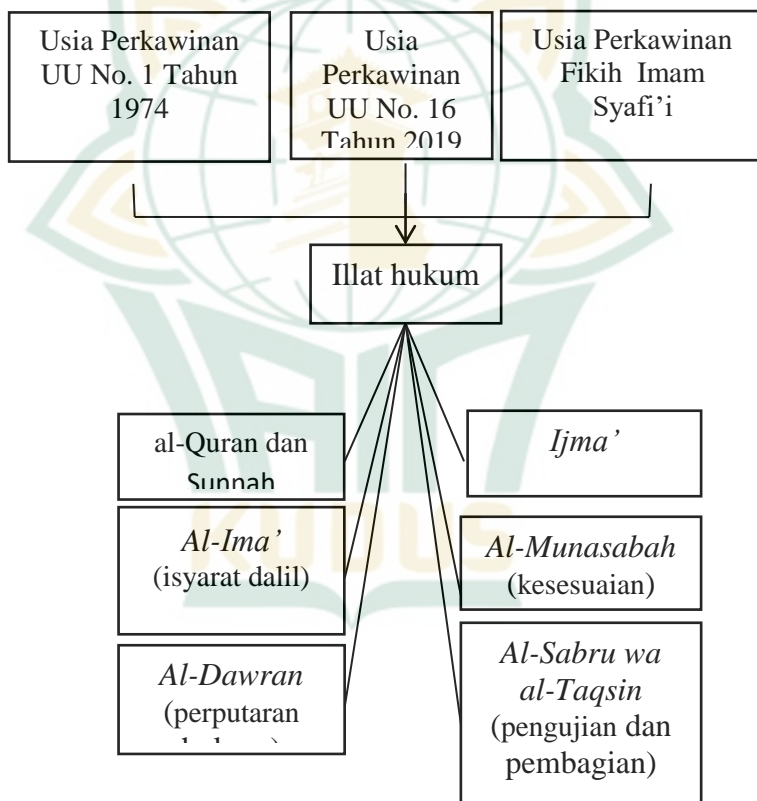 Usia Perkawinan
UU No. 1 Tahun
1974
Usia
Perkawinan
UU No. 16
Tahun 2019
Usia Perkawinan
Fikih Imam
Syafi’i
Illat hukum
al-Quran dan
Sunnah
Ijma’
Al-Ima’
(isyarat dalil)
Al-Munasabah
(kesesuaian)
Al-Dawran
(perputaran
Al-Sabru wa
al-Taqsin
(pengujian dan
pembagian)
KUDUS